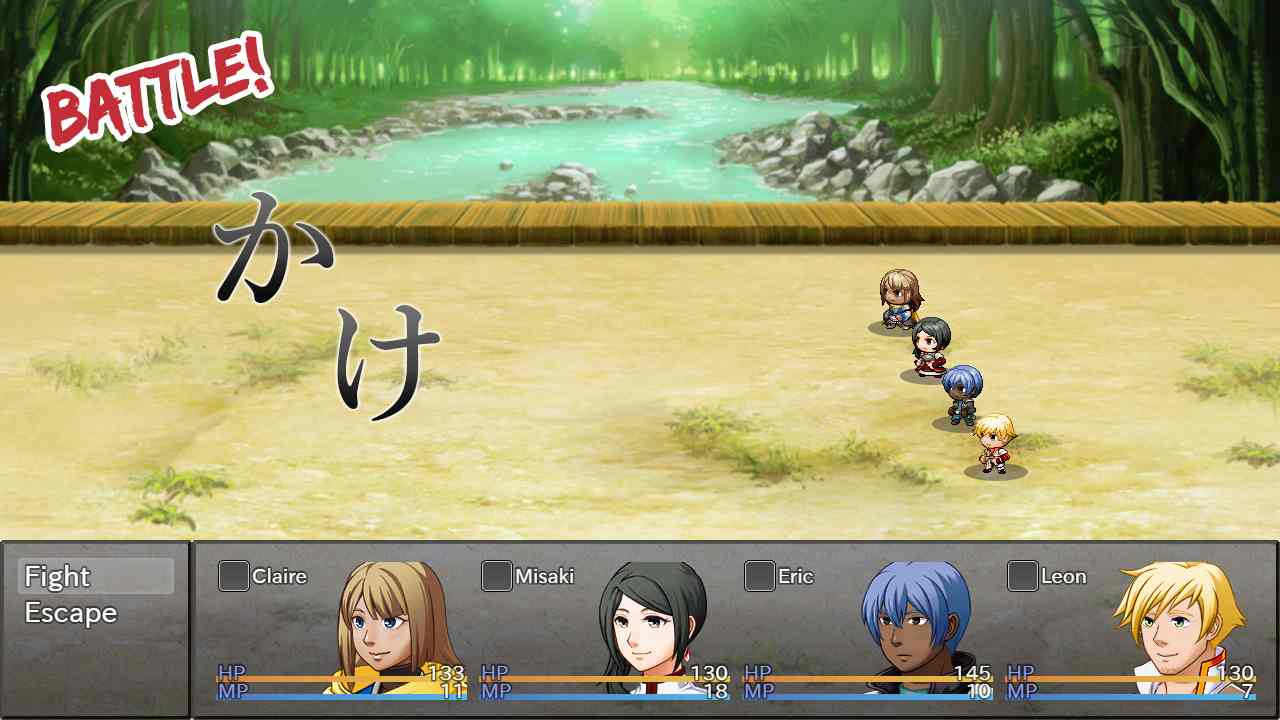 BATTLE!
か
け
Fight
Escape
Claire
HP 133
MP 11
Misaki
HP 130
MP 18
Eric
HP 145
MP 10
Leon
HP 130
MP 7